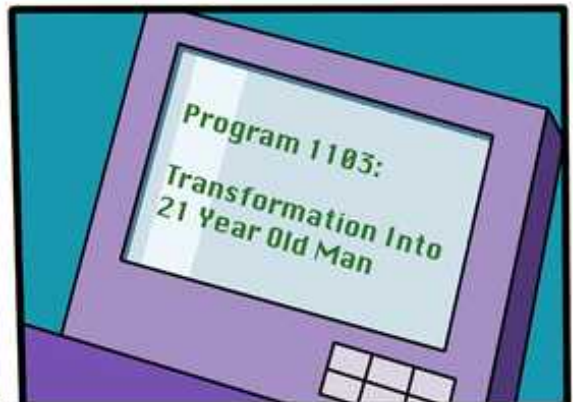 Program 1103:
Transformation Into
21 Year Old Man